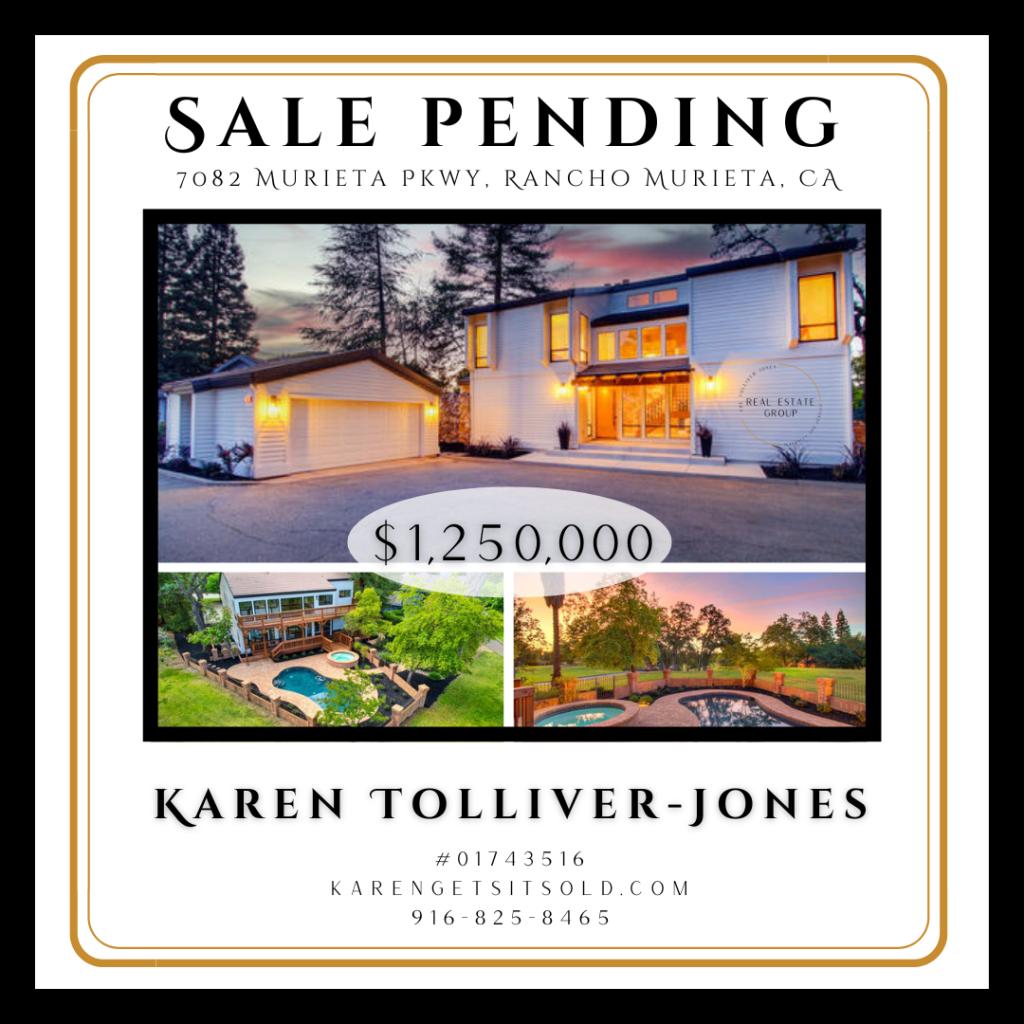 Sale Pending
7082 Murieta Pkwy, Rancho Murieta, CA
REAL ESTATE
GROUP
$1,250,000
Karen Tolliver-Jones
#01743516
KARENGETSITSOLD.COM
916-825-8465